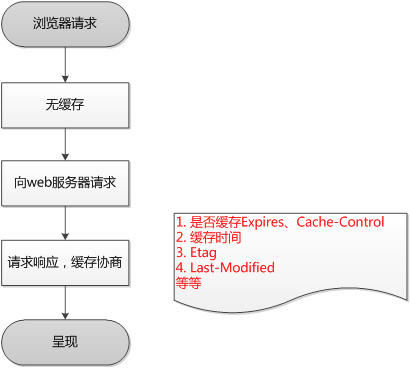 浏览器请求
无缓存
向web服务器请求
请求响应，缓存协商
呈现
1. 是否缓存Expires、Cache-Control
2. 缓存时间
3. Etag
4. Last-Modified
等等